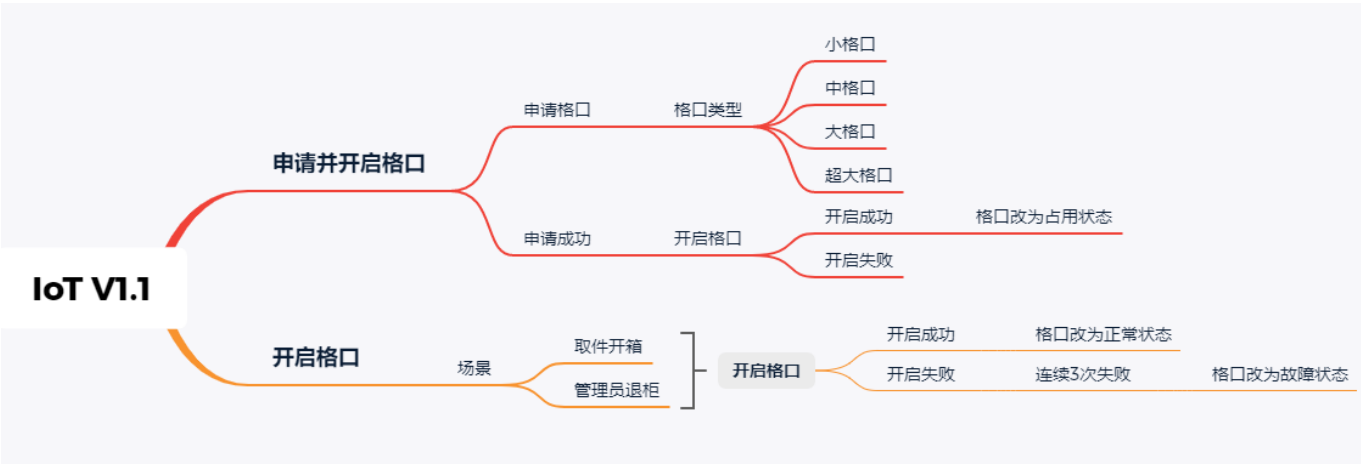 IoT V1.1
申请并开启格口
申请格口
格口类型
小格口
中格口
大格口
超大格口
申请成功
开启格口
开启成功
格口改为占用状态
开启失败
开启格口
场景
取件开箱
管理员退柜
开启格口
开启成功
格口改为正常状态
开启失败
连续3次失败
格口改为故障状态